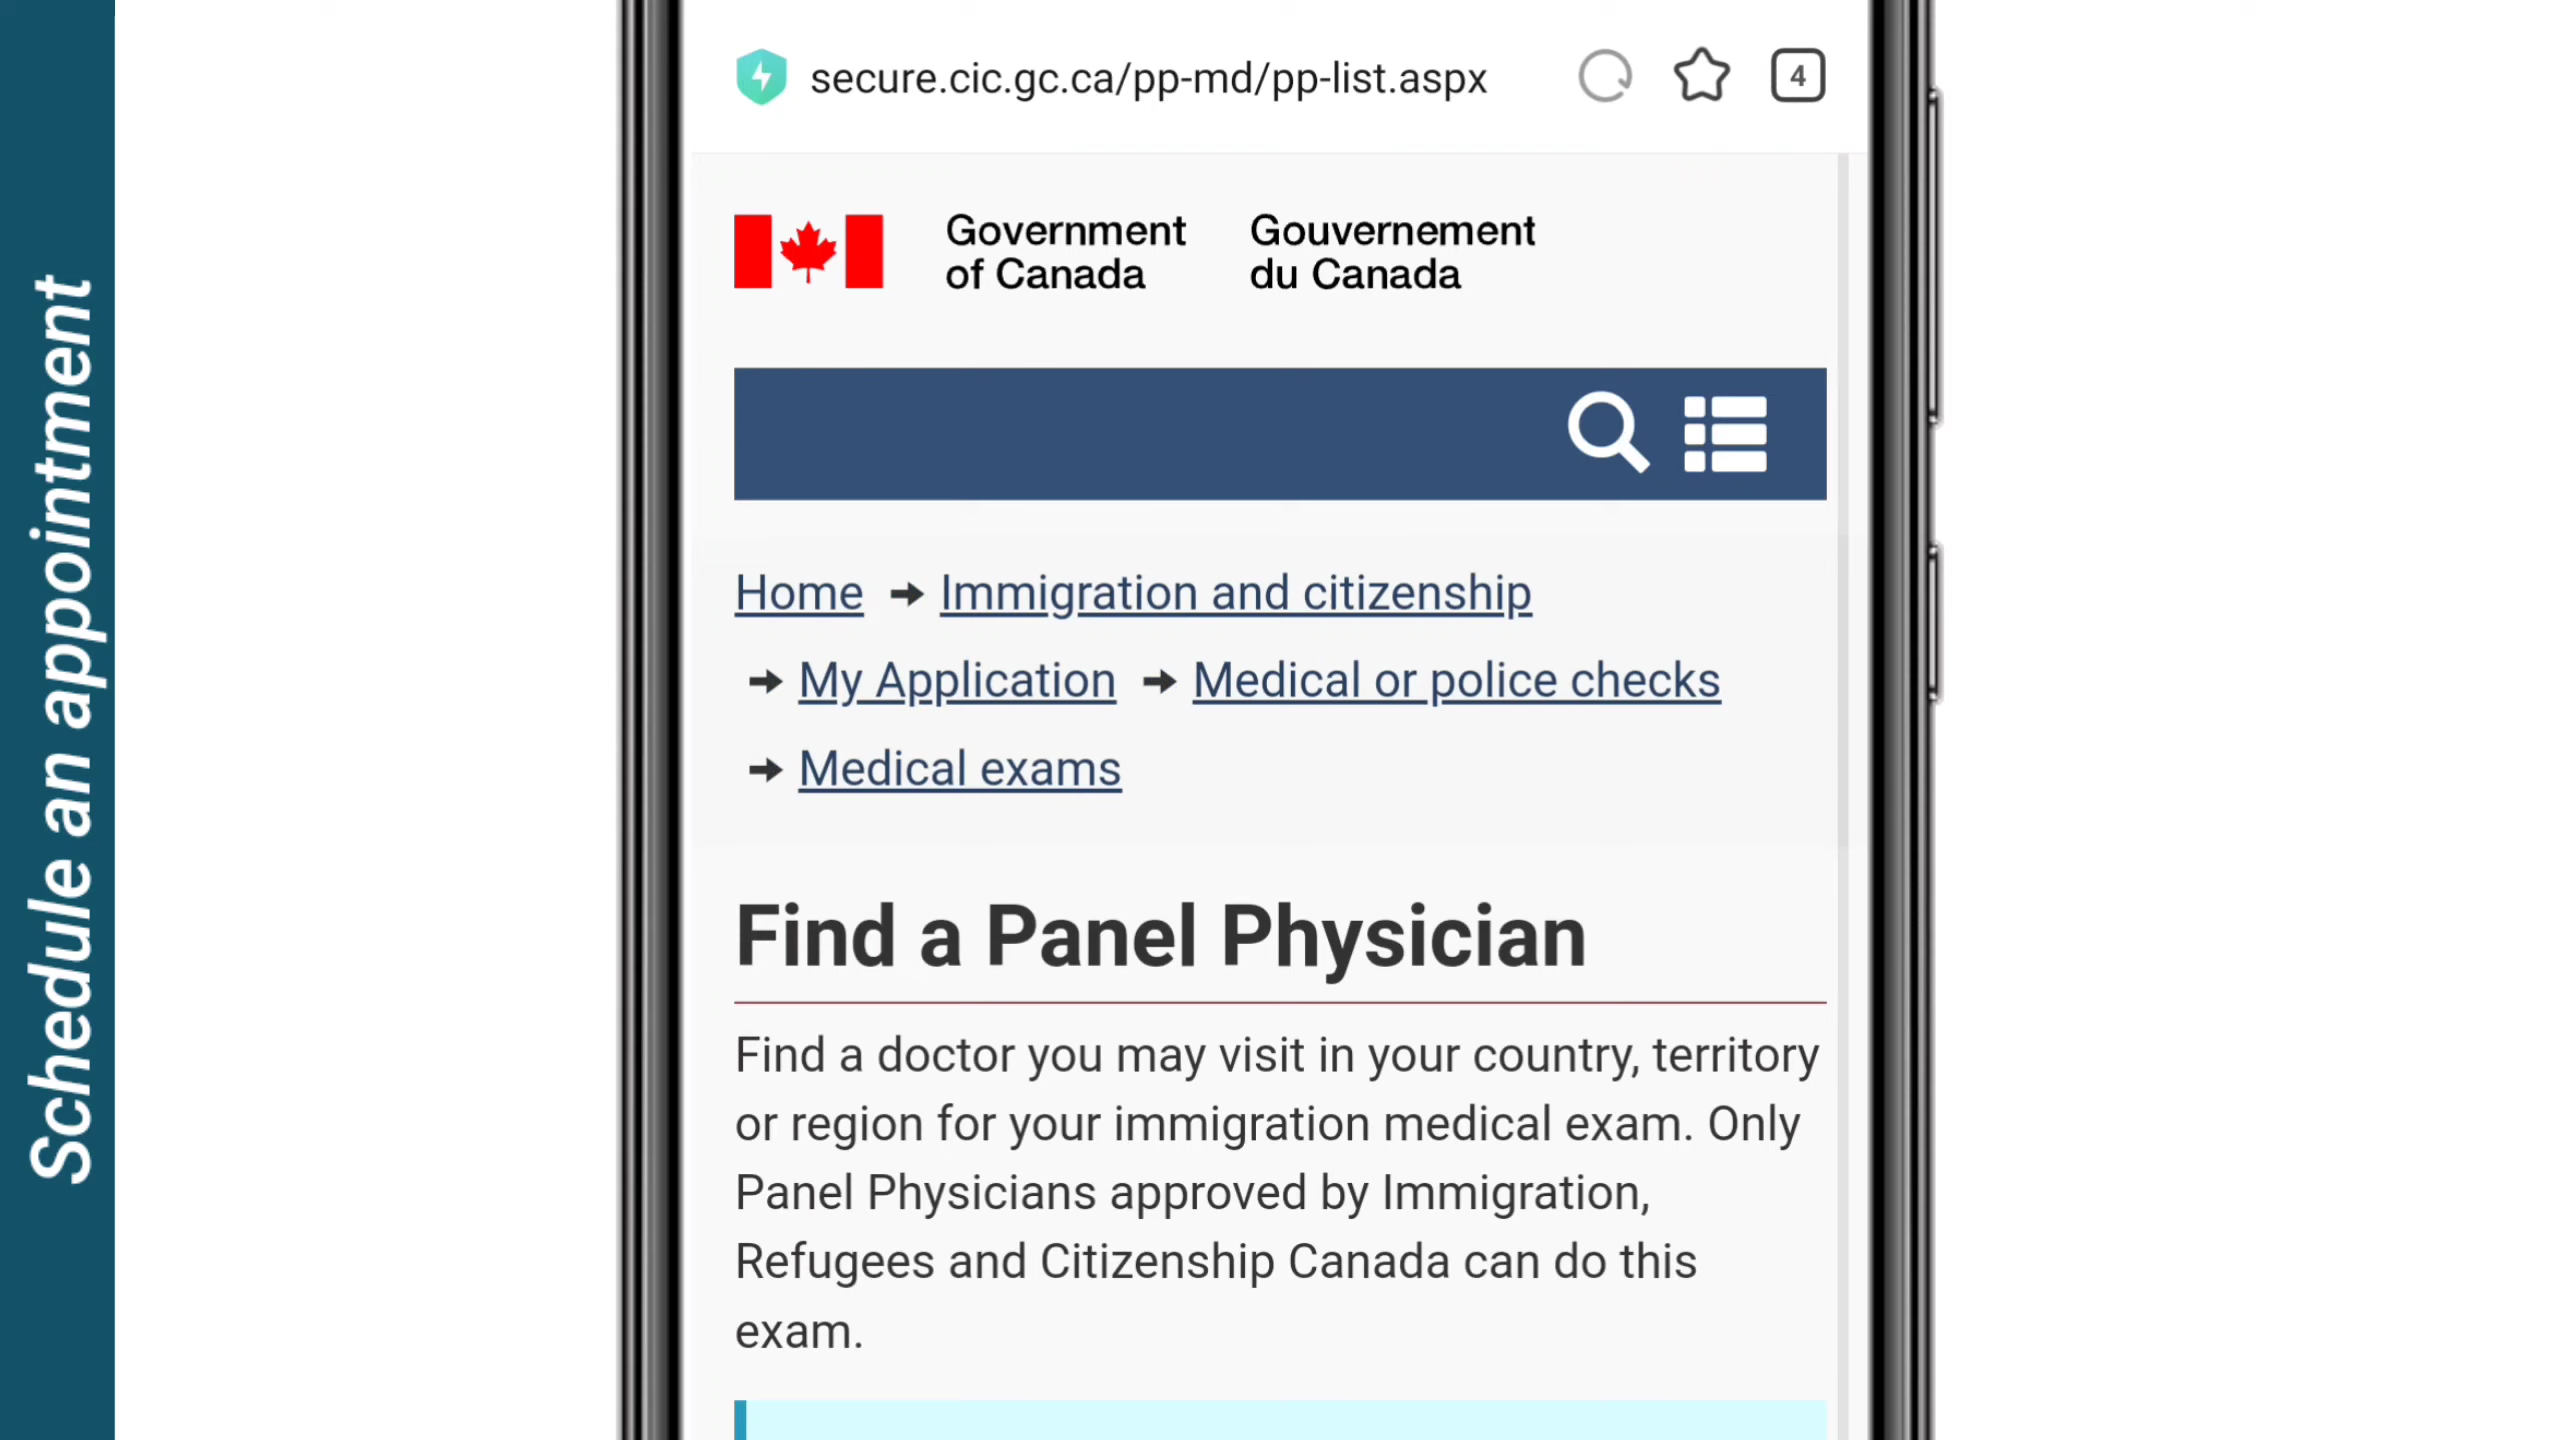 Schedule an appointment
secure.cic.gc.ca/pp-md/pp-list.aspx
4
Government Gouvernement
of Canada du Canada
Home → Immigration and citizenship
→ My Application → Medical or police checks
→ Medical exams
Find a Panel Physician
Find a doctor you may visit in your country, territory
or region for your immigration medical exam. Only
Panel Physicians approved by Immigration,
Refugees and Citizenship Canada can do this
exam.